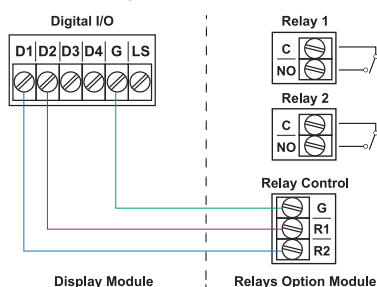 Digital I/O
D1 D2 D3 D4 G LS
Relay 1
C
NO
Relay 2
C
NO
Relay Control
G
R1
R2
Display Module
Relays Option Module